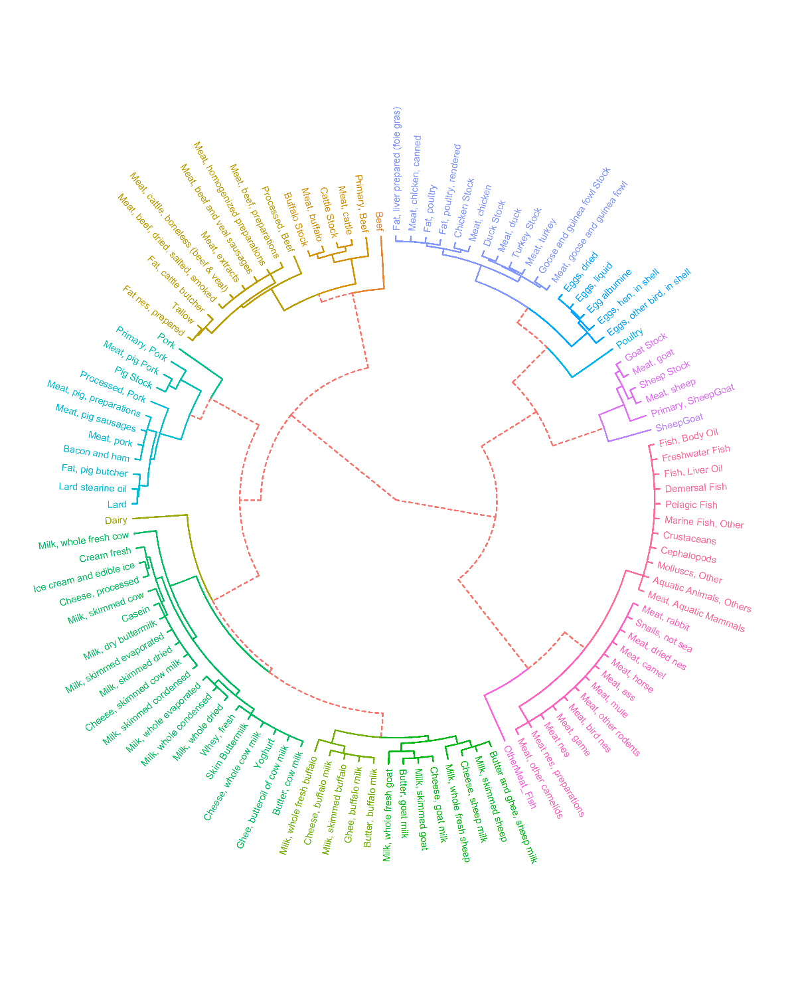 Fat, liver prepared (foie gras)
Meat, chicken, canned
Fat, poultry
Fat, poultry, rendered
Chicken Stock
Meat, chicken
Duck Stock
Meat, duck
Turkey Stock
Meat, turkey
Goose and guinea fowl Stock
Meat, goose and guinea fowl
Eggs, dried
Eggs, liquid
Egg albumine
Eggs, hen, in shell
Eggs, other bird, in shell
Poultry
Goat Stock
Meat, goat
Sheep Stock
Meat, sheep
Primary, SheepGoat
SheepGoat
Fish, Body Oil
Freshwater Fish
Fish, Liver Oil
Demersal Fish
Pelagic Fish
Marine Fish, Other
Crustaceans
Cephalopods
Molluscs, Other
Aquatic Animals, Others
Meat, Aquatic Mammals
Meat, rabbit
Snails, not sea
Meat, dried nes
Meat, camel
Meat, horse
Meat, ass
Meat, mule
Meat, other rodents
Meat, bird nes
Meat, game
Meat nes
Meat nes, preparations
Meat, other camelids
OtherMeat, Fish
Butter and ghee, sheep milk
Milk, skimmed sheep
Cheese, sheep milk
Milk, whole fresh sheep
Cheese, goat milk
Milk, skimmed goat
Butter, goat milk
Milk, whole fresh goat
Butter, buffalo milk
Ghee, buffalo milk
Milk, skimmed buffalo
Cheese, buffalo milk
Milk, whole fresh buffalo
Butter, cow milk
Ghee, butteroil of cow milk
Yoghurt
Cheese, whole cow milk
Skim Buttermilk
Whey, fresh
Milk, whole dried
Milk, whole condensed
Milk, whole evaporated
Milk, skimmed condensed
Cheese, skimmed cow milk
Milk, skimmed dried
Milk, skimmed evaporated
Milk, dry buttermilk
Casein
Milk, skimmed cow
Cheese, processed
Ice cream and edible ice
Cream fresh
Milk, whole fresh cow
Dairy
Lard
Lard stearine oil
Fat, pig butcher
Bacon and ham
Meat, pork
Meat, pig sausages
Meat, pig, preparations
Processed, Pork
Pig Stock
Meat, pig Pork
Primary, Pork
Pork
Fat nes, prepared
Tallow
Fat, cattle butcher
Meat, beef, dried, salted, smoked
Meat, cattle, boneless (beef & veal)
Meat, extracts
Meat, beef and veal sausages
Meat, homogenized preparations
Meat, beef, preparations
Processed, Beef
Buffalo Stock
Meat, buffalo
Cattle Stock
Meat, cattle
Primary, Beef
Beef